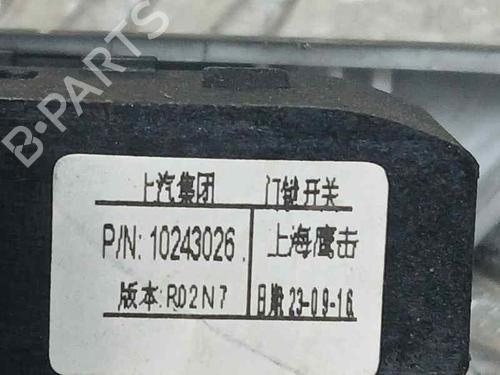 B-PARTS
上汽集团 门键开关
P/N: 10243026 上海鹰击
版本: R02N7 日期 23-09-16